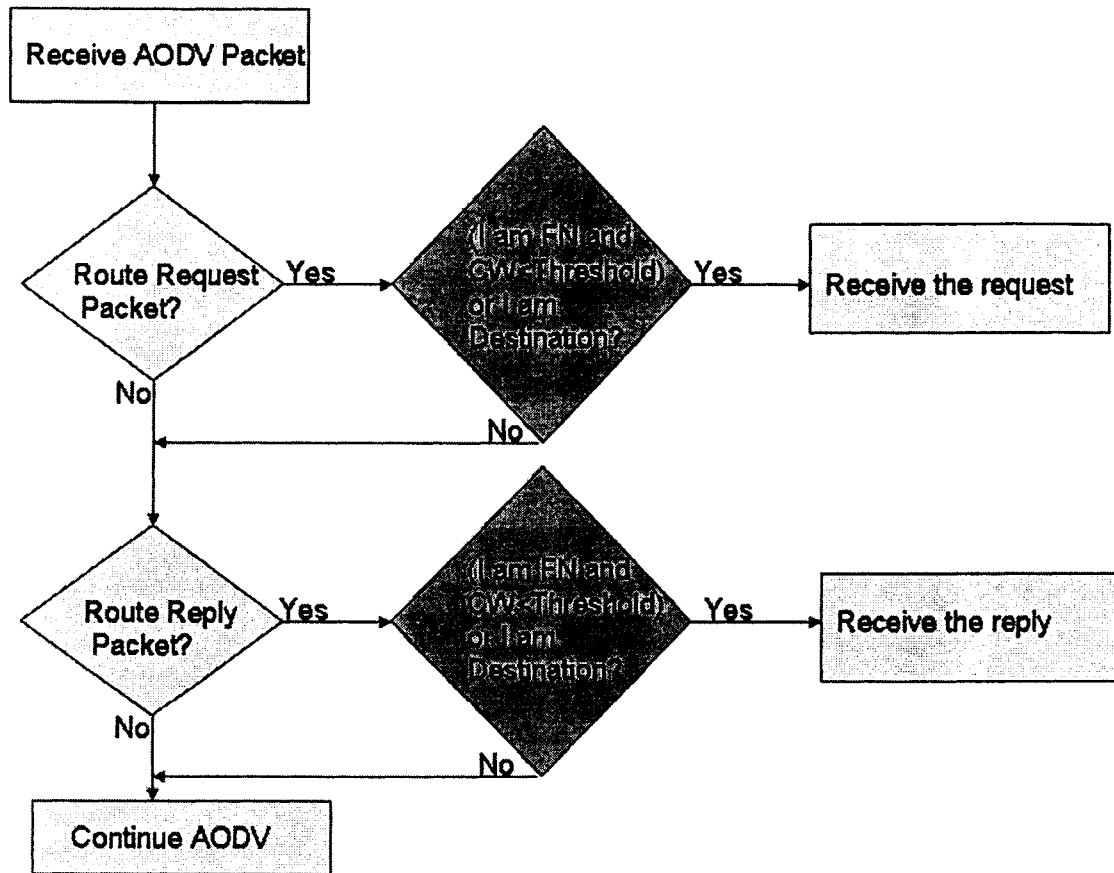 Receive AODV Packet
Route Request
Packet?
Yes
(I am FN and
CW<Threshold)
or I am
Destination?
Yes
Receive the request
No
No
Route Reply
Packet?
Yes
(I am FN and
CW<Threshold)
or I am
Destination?
Yes
Receive the reply
No
No
Continue AODV